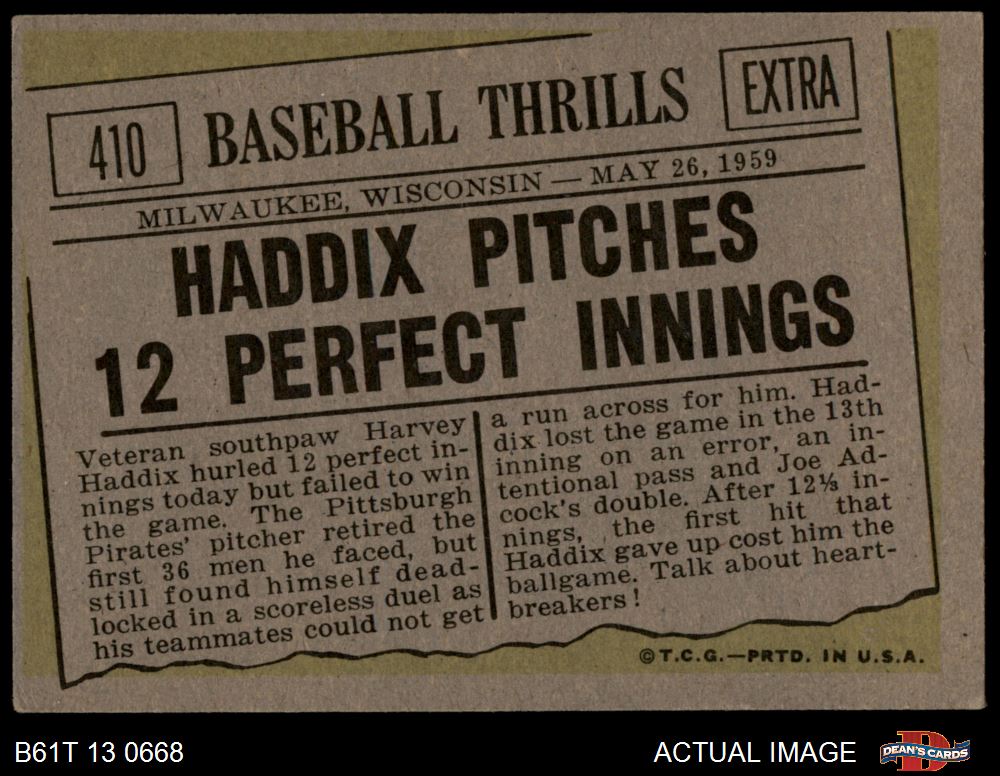 410
BASEBALL THRILLS
EXTRA
MILWAUKEE, WISCONSIN — MAY 26, 1959
HADDIX PITCHES
12 PERFECT INNINGS
Veteran southpaw Harvey
Haddix hurled 12 perfect in-
nings today but failed to win
the game. The Pittsburgh
Pirates' pitcher retired the
first 36 men he faced, but
still found himself dead-
locked in a scoreless duel as
his teammates could not get
a run across for him. Had-
dix lost the game in the 13th
inning on an error, an in-
tentional pass and Joe Ad-
cock's double. After 12⅓ in-
nings, the first hit that
Haddix gave up cost him the
ballgame. Talk about heart-
breakers!
©T.C.G.—PRTD. IN U.S.A.
B61T 13 0668
ACTUAL IMAGE
D
DEAN'S CARDS